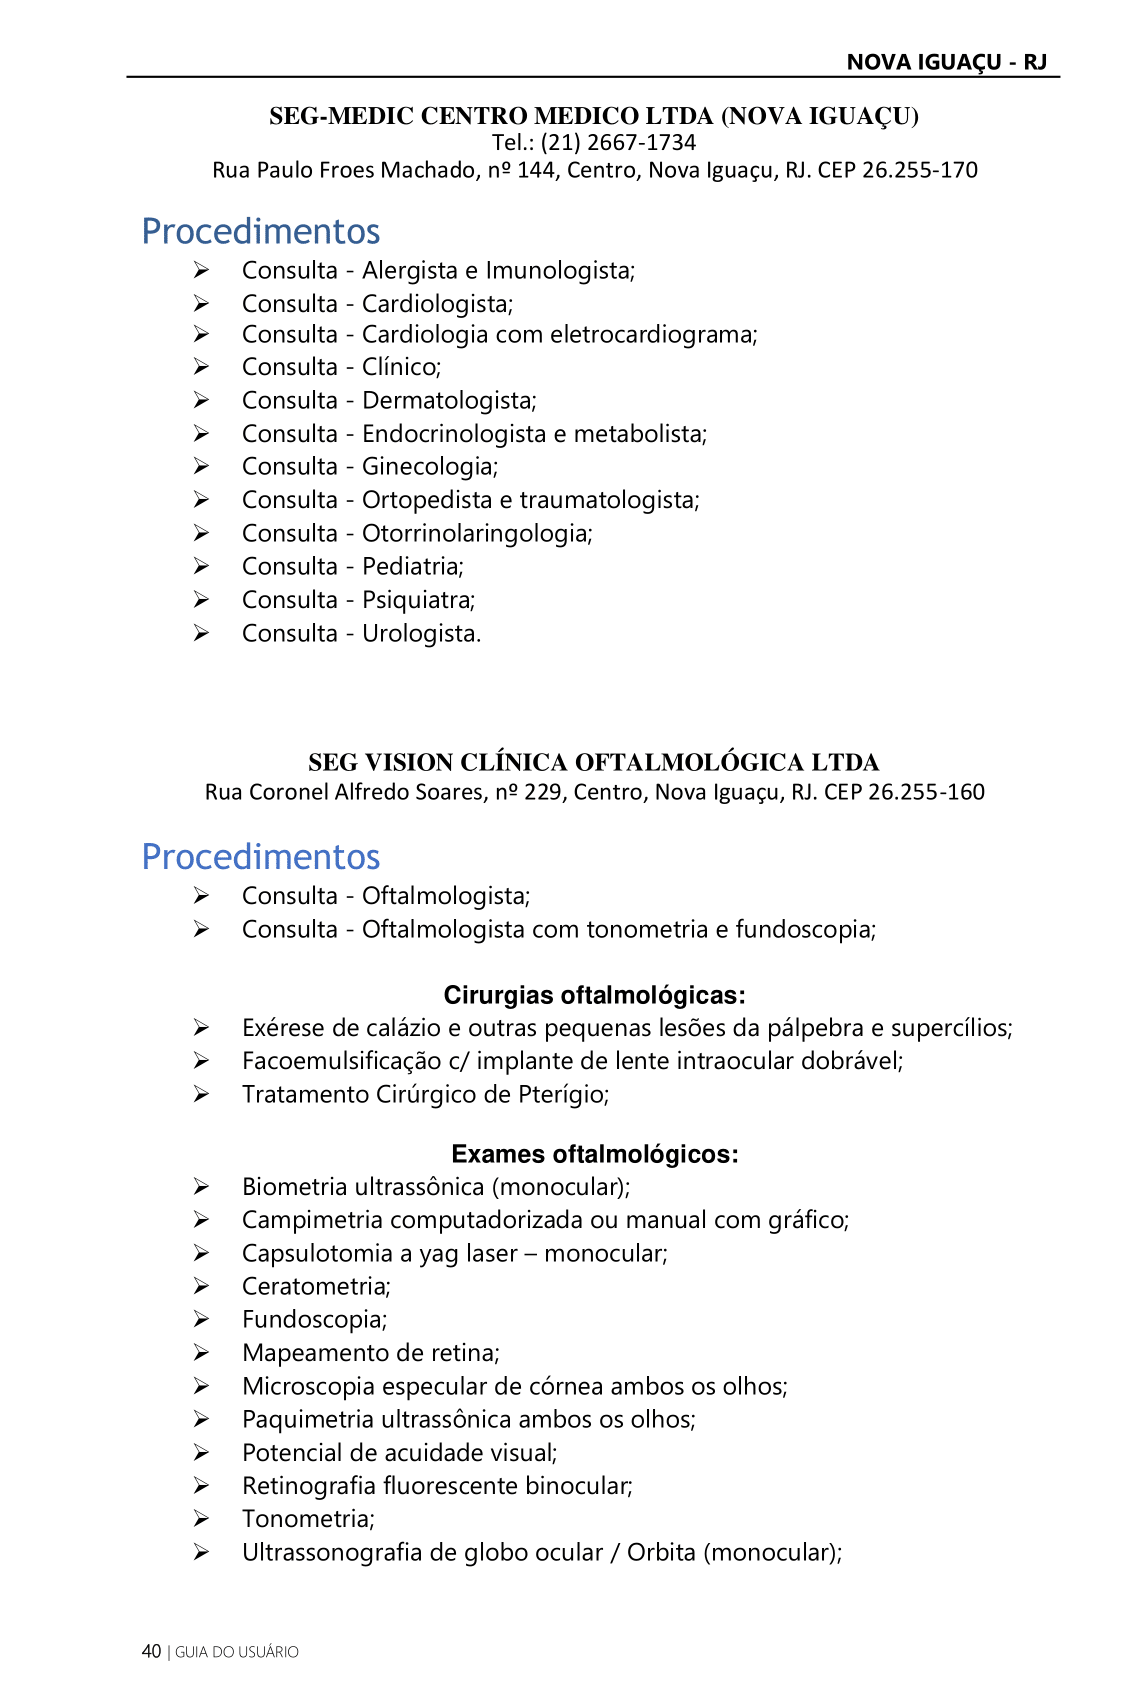 NOVA IGUAÇU - RJ
SEG-MEDIC CENTRO MEDICO LTDA (NOVA IGUAÇU)
Tel.: (21) 2667-1734
Rua Paulo Froes Machado, nº 144, Centro, Nova Iguaçu, RJ. CEP 26.255-170
Procedimentos
➢ Consulta - Alergista e Imunologista;
➢ Consulta - Cardiologista;
➢ Consulta - Cardiologia com eletrocardiograma;
➢ Consulta - Clínico;
➢ Consulta - Dermatologista;
➢ Consulta - Endocrinologista e metabolista;
➢ Consulta - Ginecologia;
➢ Consulta - Ortopedista e traumatologista;
➢ Consulta - Otorrinolaringologia;
➢ Consulta - Pediatria;
➢ Consulta - Psiquiatra;
➢ Consulta - Urologista.
SEG VISION CLÍNICA OFTALMOLÓGICA LTDA
Rua Coronel Alfredo Soares, nº 229, Centro, Nova Iguaçu, RJ. CEP 26.255-160
Procedimentos
➢ Consulta - Oftalmologista;
➢ Consulta - Oftalmologista com tonometria e fundoscopia;
Cirurgias oftalmológicas:
➢ Exérese de calázio e outras pequenas lesões da pálpebra e supercílios;
➢ Facoemulsificação c/ implante de lente intraocular dobrável;
➢ Tratamento Cirúrgico de Pterígio;
Exames oftalmológicos:
➢ Biometria ultrassônica (monocular);
➢ Campimetria computadorizada ou manual com gráfico;
➢ Capsulotomia a yag laser – monocular;
➢ Ceratometria;
➢ Fundoscopia;
➢ Mapeamento de retina;
➢ Microscopia especular de córnea ambos os olhos;
➢ Paquimetria ultrassônica ambos os olhos;
➢ Potencial de acuidade visual;
➢ Retinografia fluorescente binocular;
➢ Tonometria;
➢ Ultrassonografia de globo ocular / Orbita (monocular);
40 | GUIA DO USUÁRIO